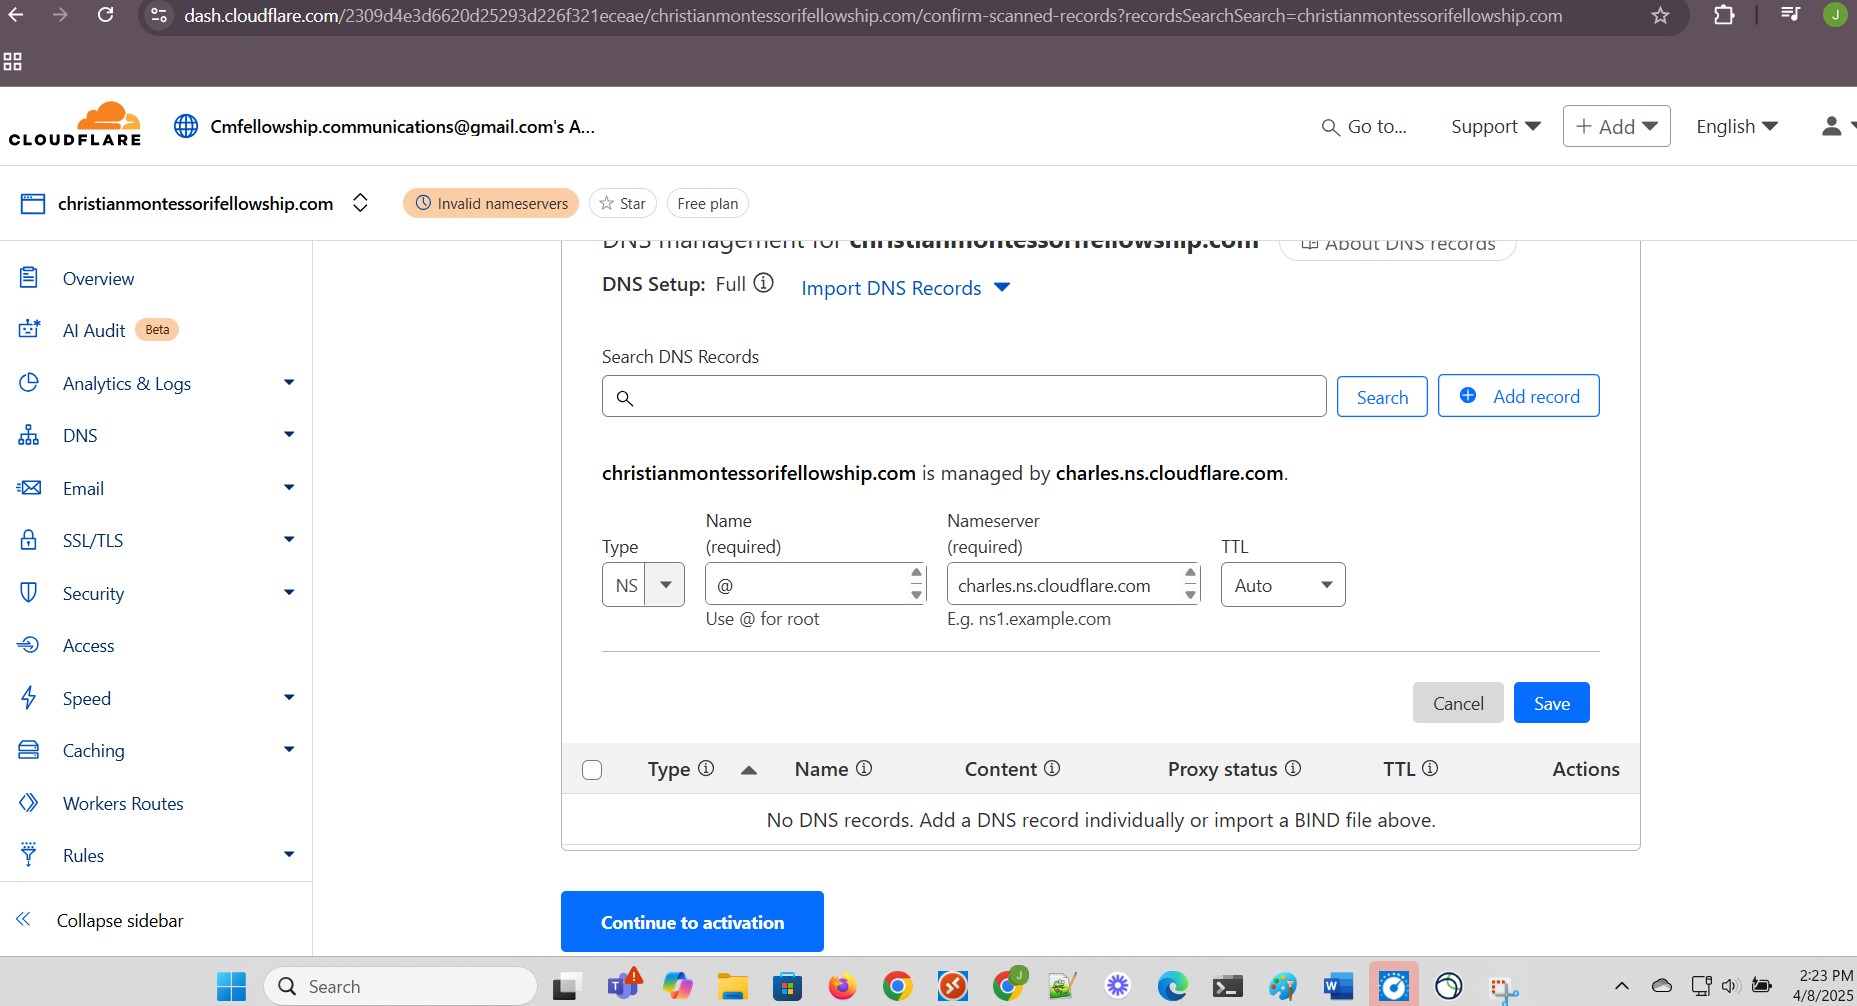 dash.cloudflare.com/2309d4e3d6620d25293d226f321eceae/christianmontessorifellowship.com/confirm-scanned-records?recordsSearchSearch=christianmontessorifellowship.com
J
CLOUDFLARE
Cmfellowship.communications@gmail.com's A...
Go to...
Support
+ Add
English
christianmontessorifellowship.com
Invalid nameservers
Star
Free plan
DNS management for christianmontessorifellowship.com
About DNS records
DNS Setup: Full
Import DNS Records
Search DNS Records
Search
Add record
christianmontessorifellowship.com is managed by charles.ns.cloudflare.com.
Type
NS
Name
(required)
@
Use @ for root
Nameserver
(required)
charles.ns.cloudflare.com
E.g. ns1.example.com
TTL
Auto
Cancel
Save
Type
Name
Content
Proxy status
TTL
Actions
No DNS records. Add a DNS record individually or import a BIND file above.
Continue to activation
Overview
AI Audit Beta
Analytics & Logs
DNS
Email
SSL/TLS
Security
Access
Speed
Caching
Workers Routes
Rules
Collapse sidebar
Search
2:23 PM
4/8/2025